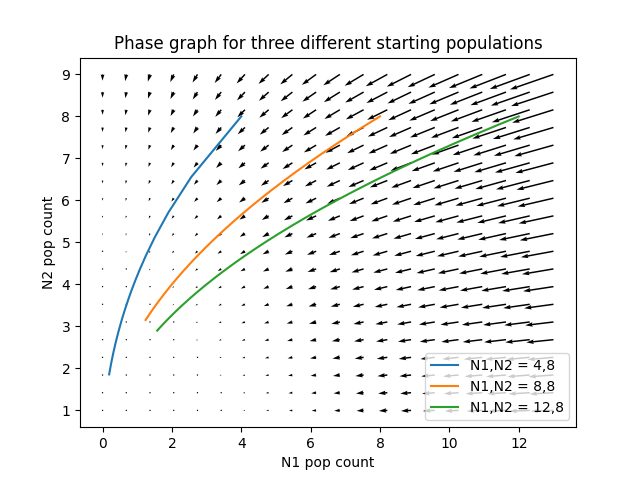 Phase graph for three different starting populations
9
8
7
6
5
4
3
2
1
N2 pop count
0 2 4 6 8 10 12
N1 pop count
N1,N2 = 4,8
N1,N2 = 8,8
N1,N2 = 12,8